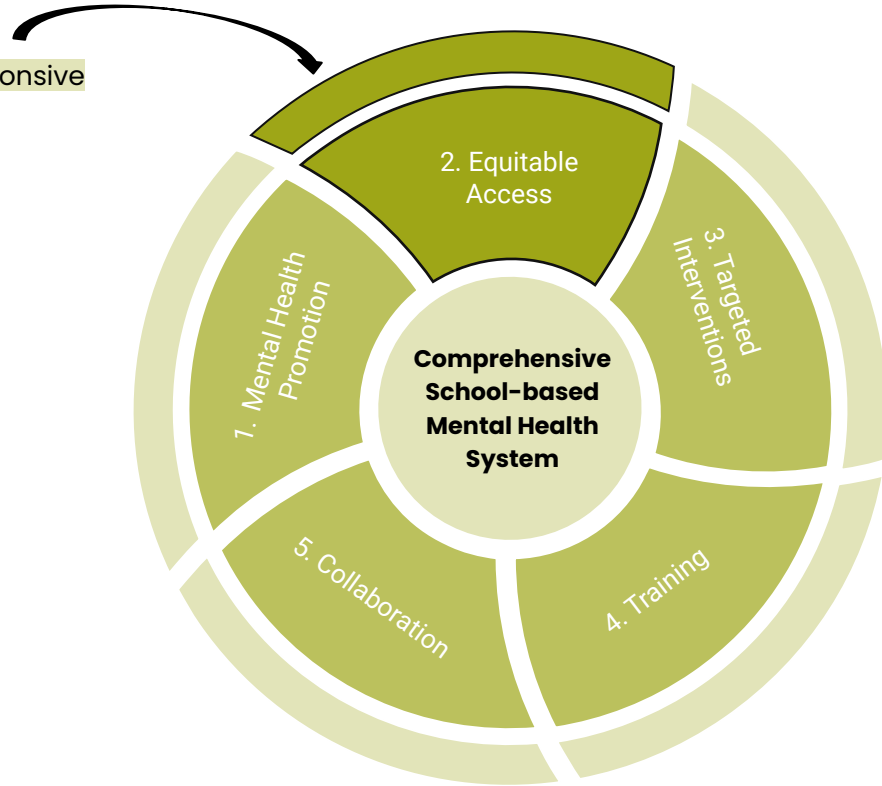 onsive
2. Equitable
Access
3. Targeted
Interventions
1. Mental Health
Promotion
Comprehensive
School-based
Mental Health
System
5. Collaboration
4. Training